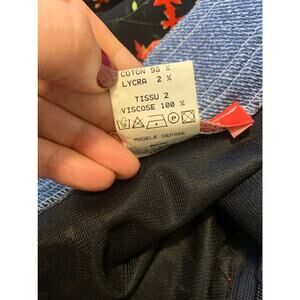 COTON 98 %
LYCRA 2 %
TISSU 2
VISCOSE 100 %
P
MODELE DEPOSE